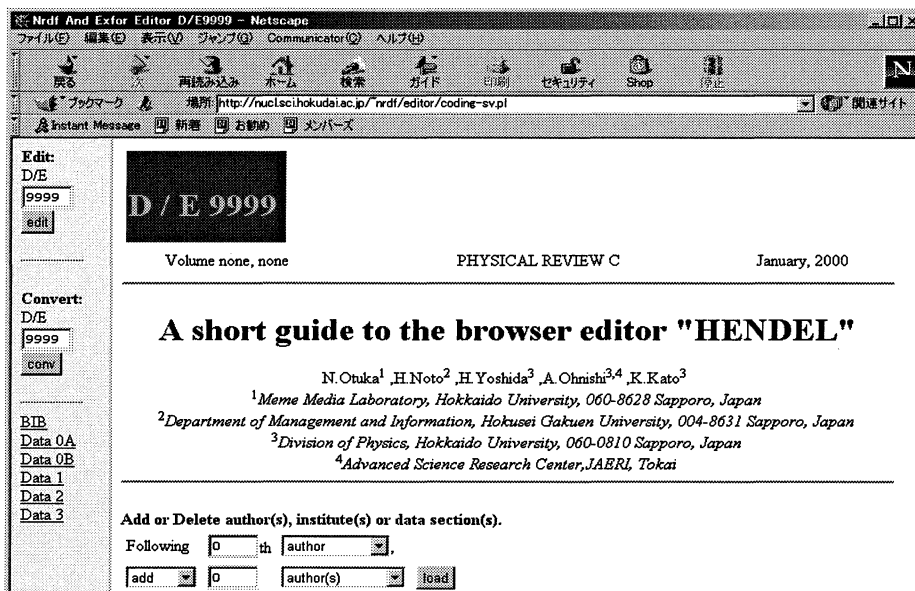 Nrdf And Exfor Editor D/E9999 - Netscape
ファイル(F) 編集(E) 表示(V) ジャンプ(G) Communicator(C) ヘルプ(H)
戻る 次 再読み込み ホーム 検索 ガイド 印刷 セキュリティ Shop 停止 N
ブックマーク 場所: http://nucl.sci.hokudai.ac.jp/~nrdf/editor/coding-sv.pl 関連サイト
Instant Message 新着 お勧め メンバーズ
Edit:
D/E
9999
edit
Convert:
D/E
9999
conv
BIB
Data 0A
Data 0B
Data 1
Data 2
Data 3
D / E 9999
Volume none, none PHYSICAL REVIEW C January, 2000
A short guide to the browser editor "HENDEL"
N.Otuka1 ,H.Noto2 ,H.Yoshida3 ,A.Ohnishi3,4 ,K.Kato3
1Meme Media Laboratory, Hokkaido University, 060-8628 Sapporo, Japan
2Department of Management and Information, Hokusei Gakuen University, 004-8631 Sapporo, Japan
3Division of Physics, Hokkaido University, 060-0810 Sapporo, Japan
4Advanced Science Research Center,JAERI, Tokai
Add or Delete author(s), institute(s) or data section(s).
Following 0 th author ,
add 0 author(s) load